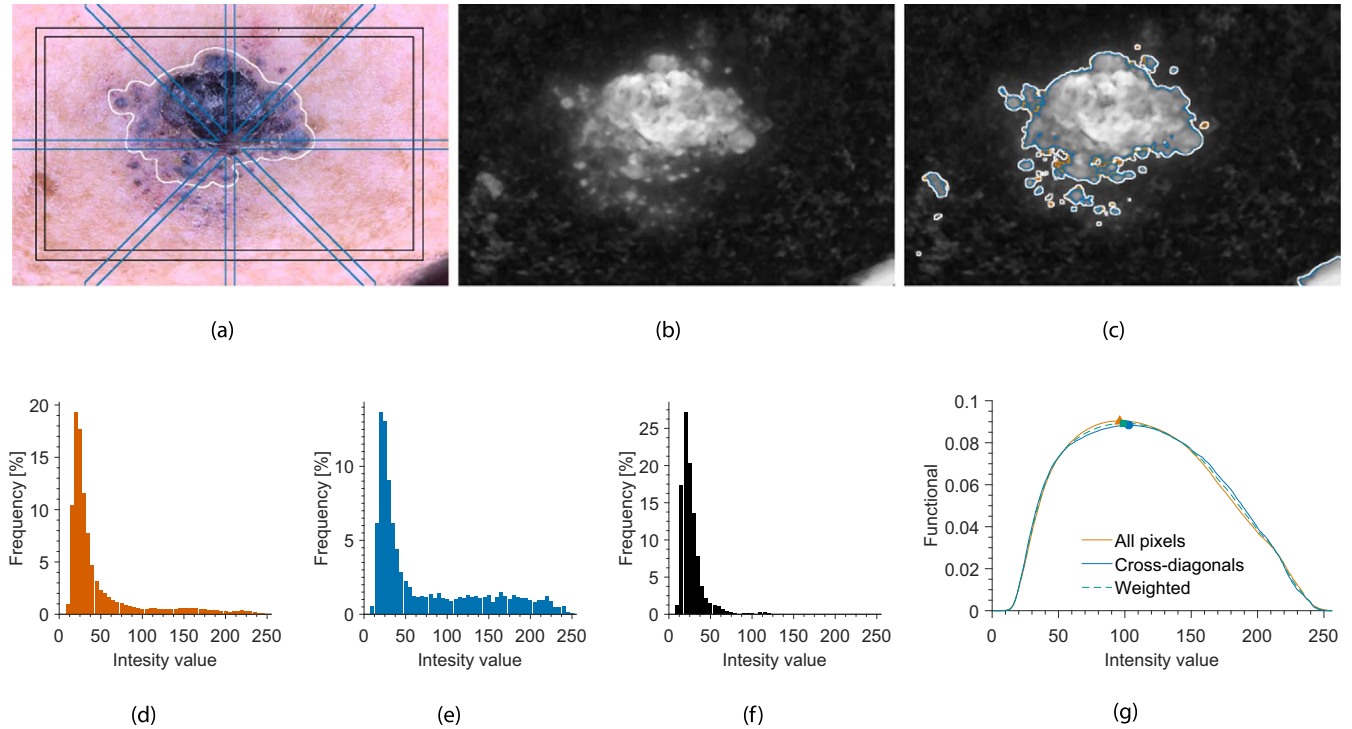 (a)
(b)
(c)
20
15
10
5
0
Frequency [%]
0 50 100 150 200 250
Intesity value
(d)
10
5
0
Frequency [%]
0 50 100 150 200 250
Intesity value
(e)
25
20
15
10
5
0
Frequency [%]
0 50 100 150 200 250
Intesity value
(f)
0.1
0.08
0.06
0.04
0.02
0
Functional
All pixels
Cross-diagonals
Weighted
0 50 100 150 200 250
Intensity value
(g)